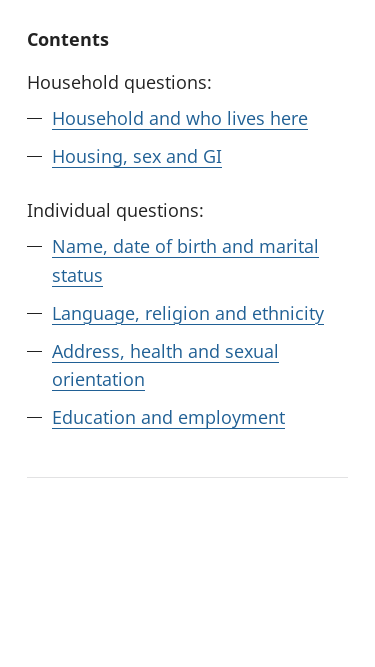 Contents
Household questions:
— Household and who lives here
— Housing, sex and GI
Individual questions:
— Name, date of birth and marital
status
— Language, religion and ethnicity
— Address, health and sexual
orientation
— Education and employment